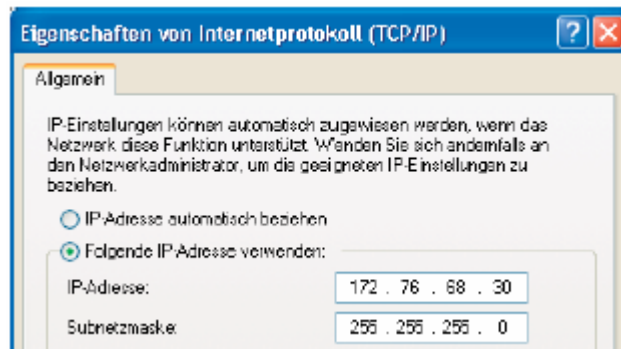 Eigenschaften von Internetprotokoll (TCP/IP)
Allgemein
IP-Einstellungen können automatisch zugewiesen werden, wenn das
Netzwerk diese Funktion unterstützt. Wenden Sie sich andernfalls an
den Netzwerkadministrator, um die geeigneten IP-Einstellungen zu
beziehen.
IP-Adresse automatisch beziehen
Folgende IP-Adresse verwenden:
IP-Adresse: 172 . 76 . 68 . 30
Subnetzmaske: 255 . 255 . 255 . 0